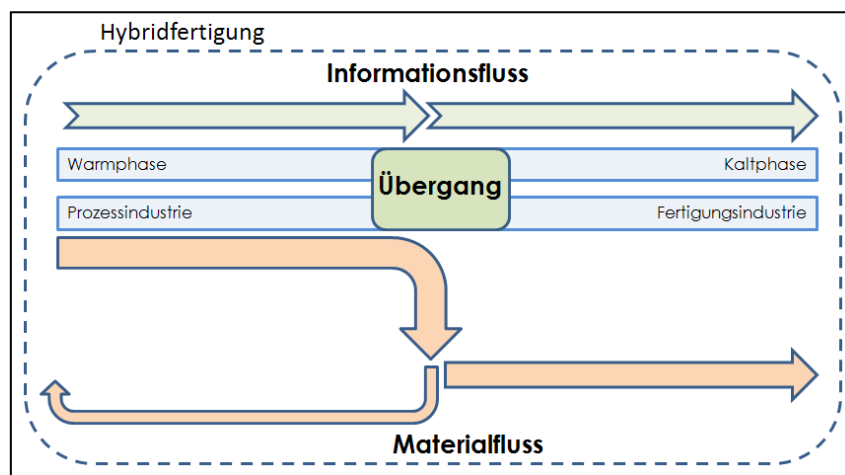 Hybridfertigung
Informationsfluss
Warmphase
Kaltphase
Übergang
Prozessindustrie
Fertigungsindustrie
Materialfluss